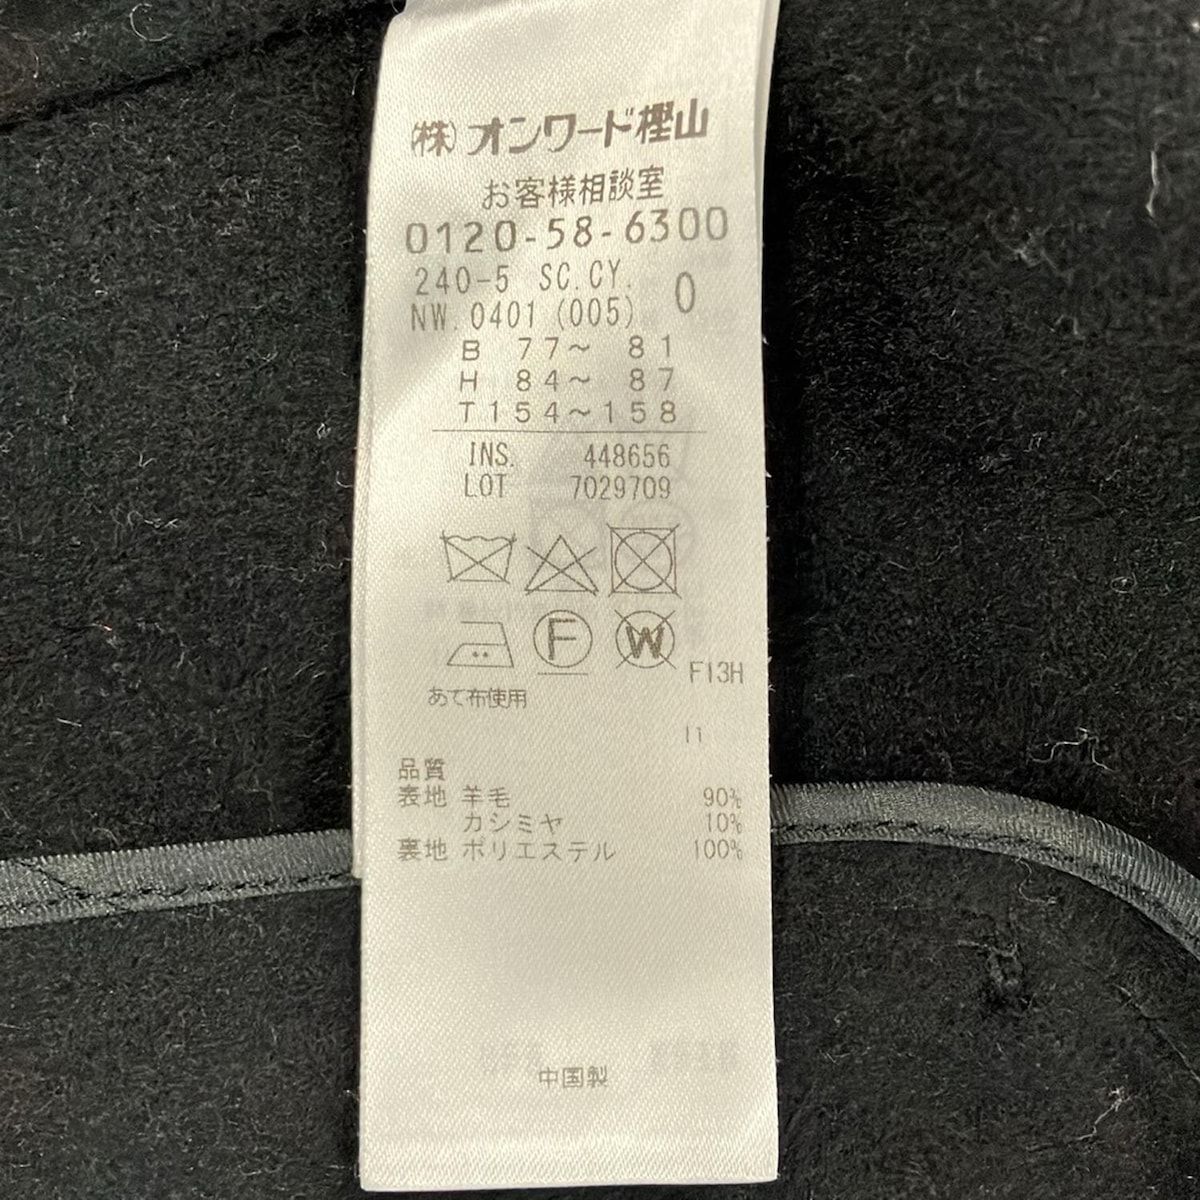 (株)オンワード樫山
お客様相談室
0120-58-6300
240-5 SC.CY. 0
NW.0401(005)
B 77～ 81
H 84～ 87
T154～158
INS. 448656
LOT 7029709
F W
F13H
あて布使用
11
品質
表地 羊毛 90%
カシミヤ 10%
裏地 ポリエステル 100%
中国製